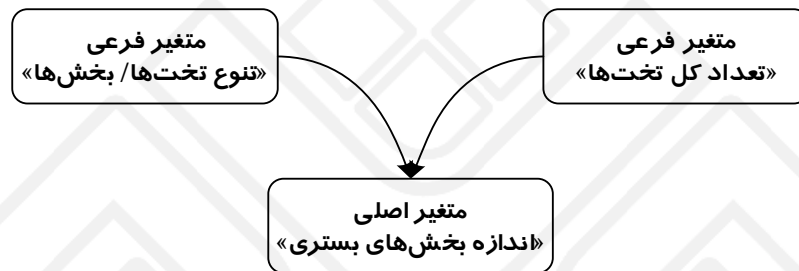 متغیر فرعی
«تعداد کل تخت‌ها»
متغیر فرعی
«تنوع تخت‌ها/ بخش‌ها»
متغیر اصلی
«اندازه بخش‌های بستری»